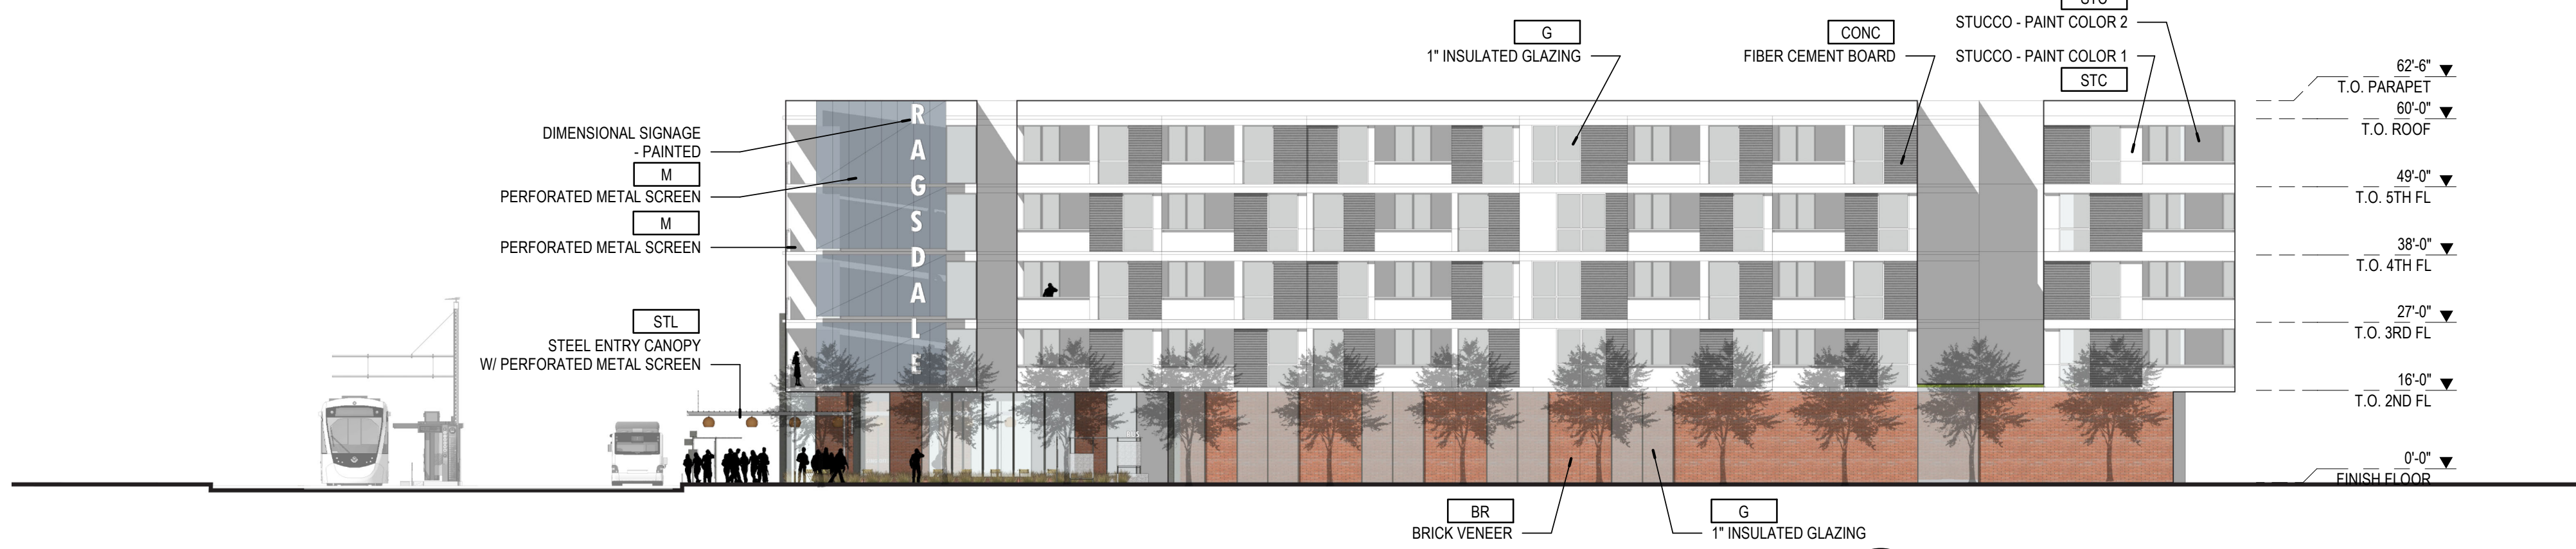 STC
STUCCO - PAINT COLOR 2
G
1" INSULATED GLAZING
CONC
FIBER CEMENT BOARD
STUCCO - PAINT COLOR 1
STC
62'-6"
T.O. PARAPET
60'-0"
T.O. ROOF
49'-0"
T.O. 5TH FL
38'-0"
T.O. 4TH FL
27'-0"
T.O. 3RD FL
16'-0"
T.O. 2ND FL
0'-0"
FINISH FLOOR
DIMENSIONAL SIGNAGE
- PAINTED
M
PERFORATED METAL SCREEN
M
PERFORATED METAL SCREEN
STL
STEEL ENTRY CANOPY
W/ PERFORATED METAL SCREEN
RAGSDALE
BR
BRICK VENEER
G
1" INSULATED GLAZING